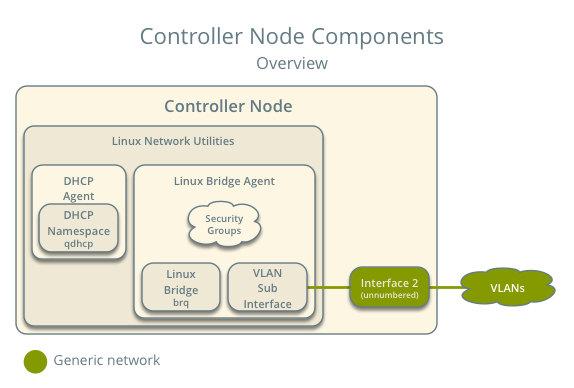 Controller Node Components
Overview
Controller Node
Linux Network Utilities
DHCP
Agent
DHCP
Namespace
qdhcp
Linux Bridge Agent
Security
Groups
Linux
Bridge
brq
VLAN
Sub
Interface
Interface 2
(unnumbered)
VLANs
Generic network